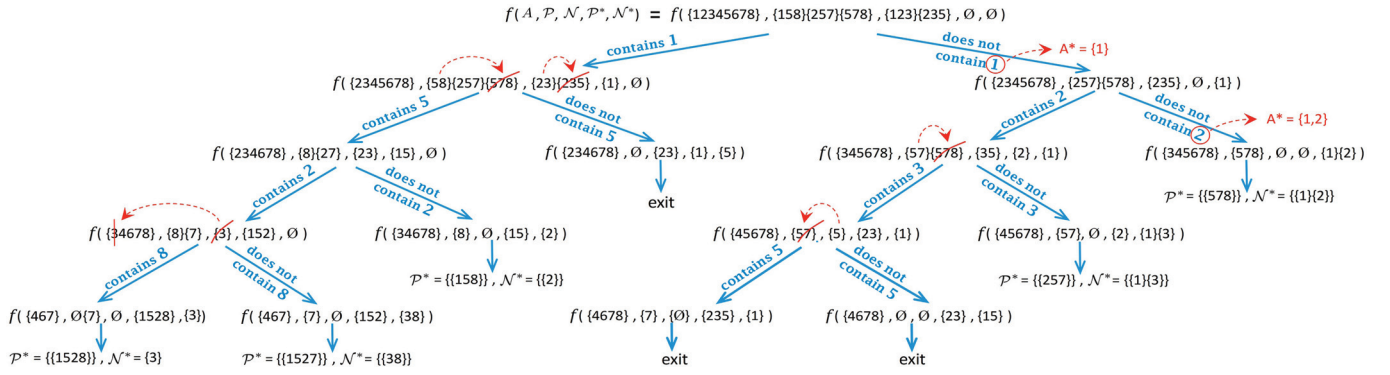 f( A , P , N , P* , N* ) = f( {12345678} , {158}{257}{578} , {123}{235} , Ø , Ø )
contains 1
does not
contain 1
A* = {1}
f( {2345678} , {58}{257}{578} , {23}{235} , {1} , Ø )
f( {2345678} , {257}{578} , {235} , Ø , {1} )
contains 5
does not
contain 5
contains 2
does not
contain 2
A* = {1,2}
f( {234678} , {8}{27} , {23} , {15} , Ø )
f( {234678} , Ø , {23} , {1} , {5} )
f( {345678} , {57}{578} , {35} , {2} , {1} )
f( {345678} , {578} , Ø , Ø , {1}{2} )
contains 2
does not
contain 2
exit
contains 3
does not
contain 3
P* = {{578}} , N* = {{1}{2}}
f( {34678} , {8}{7} , {3} , {152} , Ø )
f( {34678} , {8} , Ø , {15} , {2} )
f( {45678} , {57} , {5} , {23} , {1} )
f( {45678} , {57} , Ø , {2} , {1}{3} )
contains 8
does not
contain 8
P* = {{158}} , N* = {{2}}
contains 5
does not
contain 5
P* = {{257}} , N* = {{1}{3}}
f( {467} , Ø{7} , Ø , {1528} , {3} )
f( {467} , {7} , Ø , {152} , {38} )
f( {4678} , {7} , {Ø} , {235} , {1} )
f( {4678} , Ø , Ø , {23} , {15} )
P* = {{1528}} , N* = {3}
P* = {{1527}} , N* = {{38}}
exit
exit